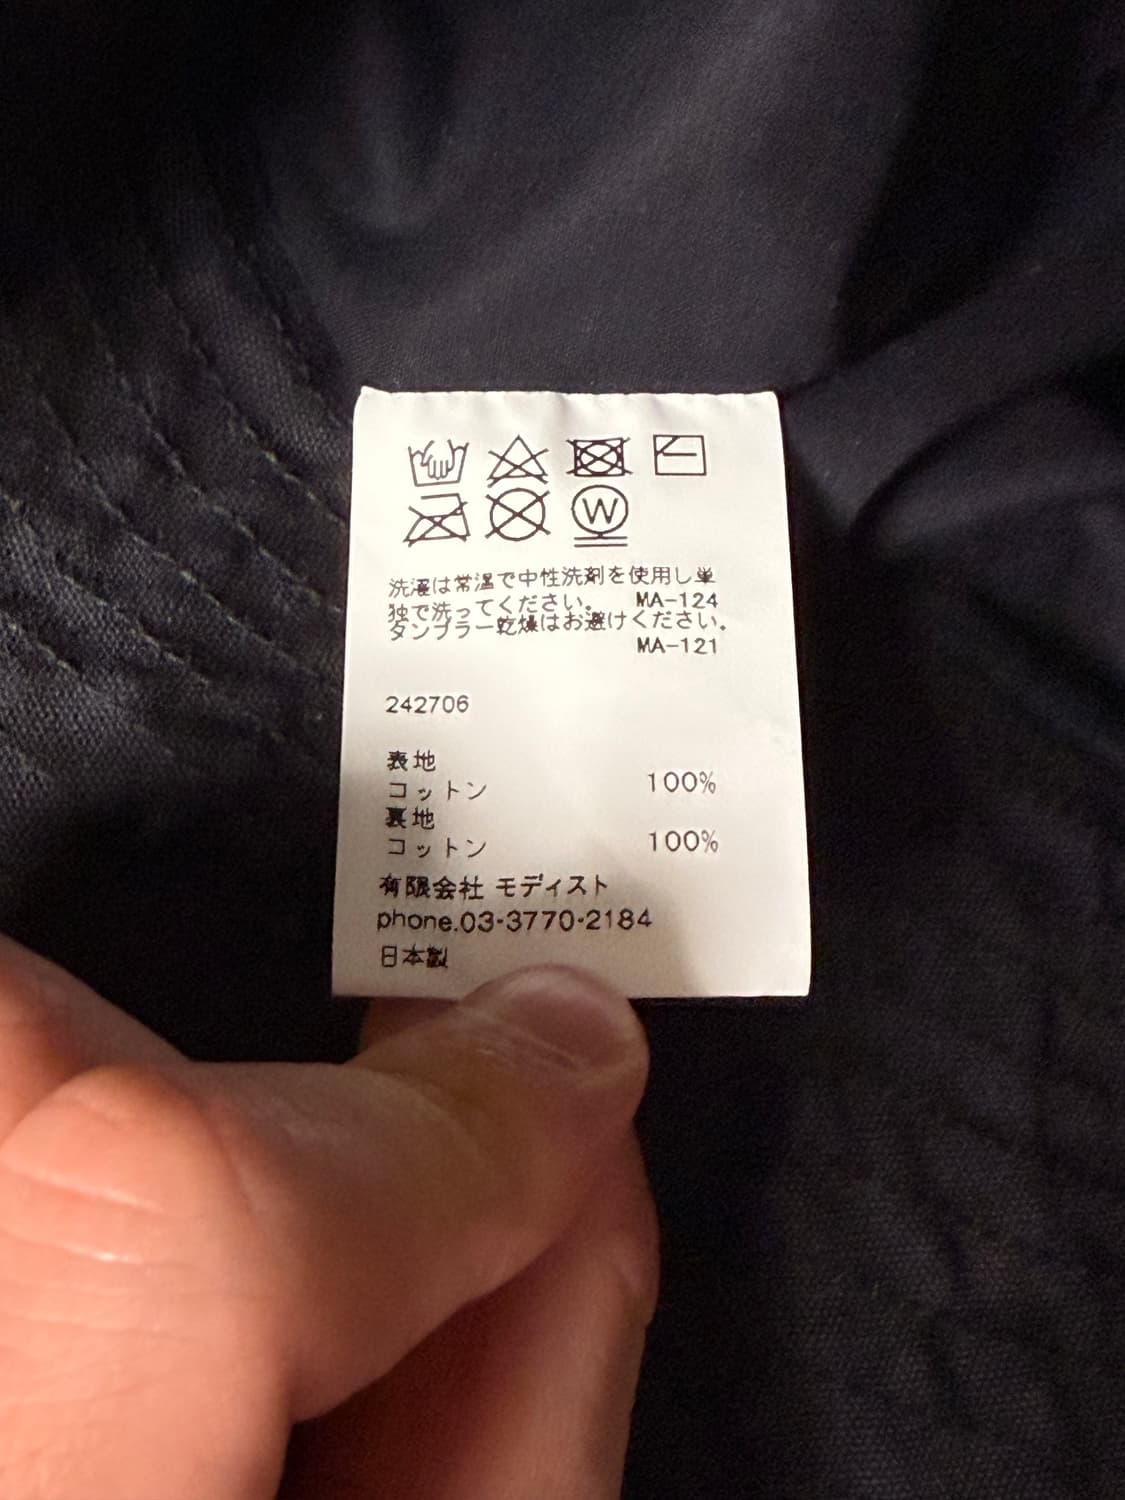 W
洗濯は常温で中性洗剤を使用し単
独で洗ってください。 MA-124
タンブラー乾燥はお避けください。
MA-121
242706
表地
コットン 100%
裏地
コットン 100%
有限会社 モディスト
phone.03-3770-2184
日本製